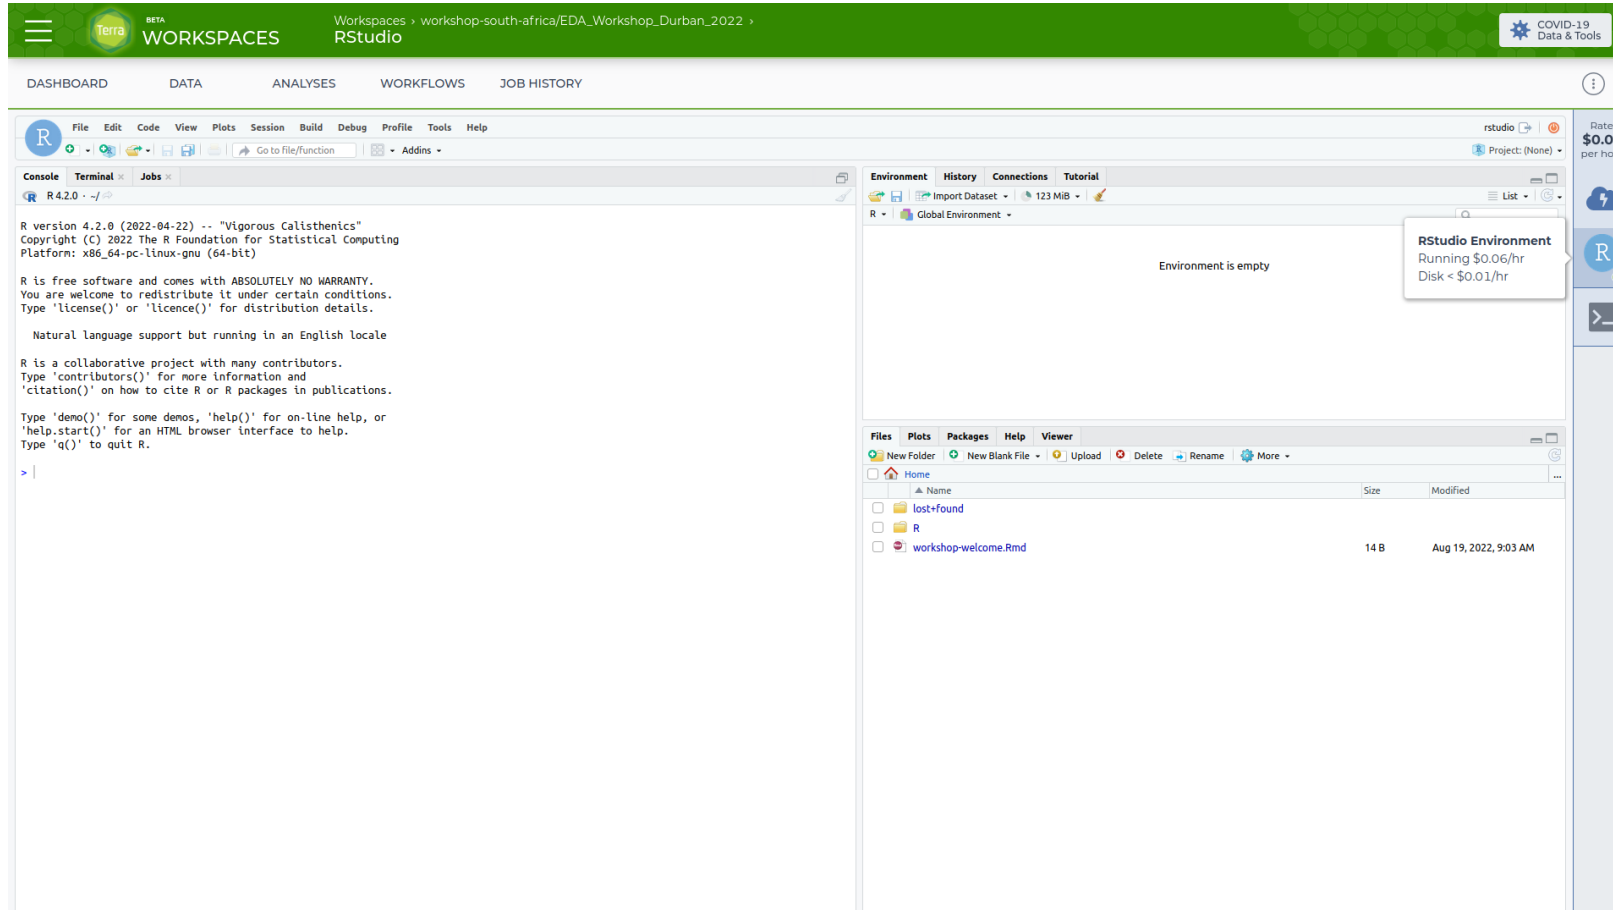 Terra
BETA
WORKSPACES
Workspaces › workshop-south-africa/EDA_Workshop_Durban_2022 ›
RStudio
COVID-19
Data & Tools
DASHBOARD DATA ANALYSES WORKFLOWS JOB HISTORY
R File Edit Code View Plots Session Build Debug Profile Tools Help
rstudio
Go to file/function Addins
Project: (None)
Rate
$0.0
per ho
Console Terminal Jobs
R 4.2.0 · ~/
R version 4.2.0 (2022-04-22) -- "Vigorous Calisthenics"
Copyright (C) 2022 The R Foundation for Statistical Computing
Platform: x86_64-pc-linux-gnu (64-bit)
R is free software and comes with ABSOLUTELY NO WARRANTY.
You are welcome to redistribute it under certain conditions.
Type 'license()' or 'licence()' for distribution details.
Natural language support but running in an English locale
R is a collaborative project with many contributors.
Type 'contributors()' for more information and
'citation()' on how to cite R or R packages in publications.
Type 'demo()' for some demos, 'help()' for on-line help, or
'help.start()' for an HTML browser interface to help.
Type 'q()' to quit R.
>
Environment History Connections Tutorial
Import Dataset 123 MiB List
R Global Environment
Environment is empty
RStudio Environment
Running $0.06/hr
Disk < $0.01/hr
R
Files Plots Packages Help Viewer
New Folder New Blank File Upload Delete Rename More
Home ...
Name Size Modified
lost+found
R
workshop-welcome.Rmd 14 B Aug 19, 2022, 9:03 AM